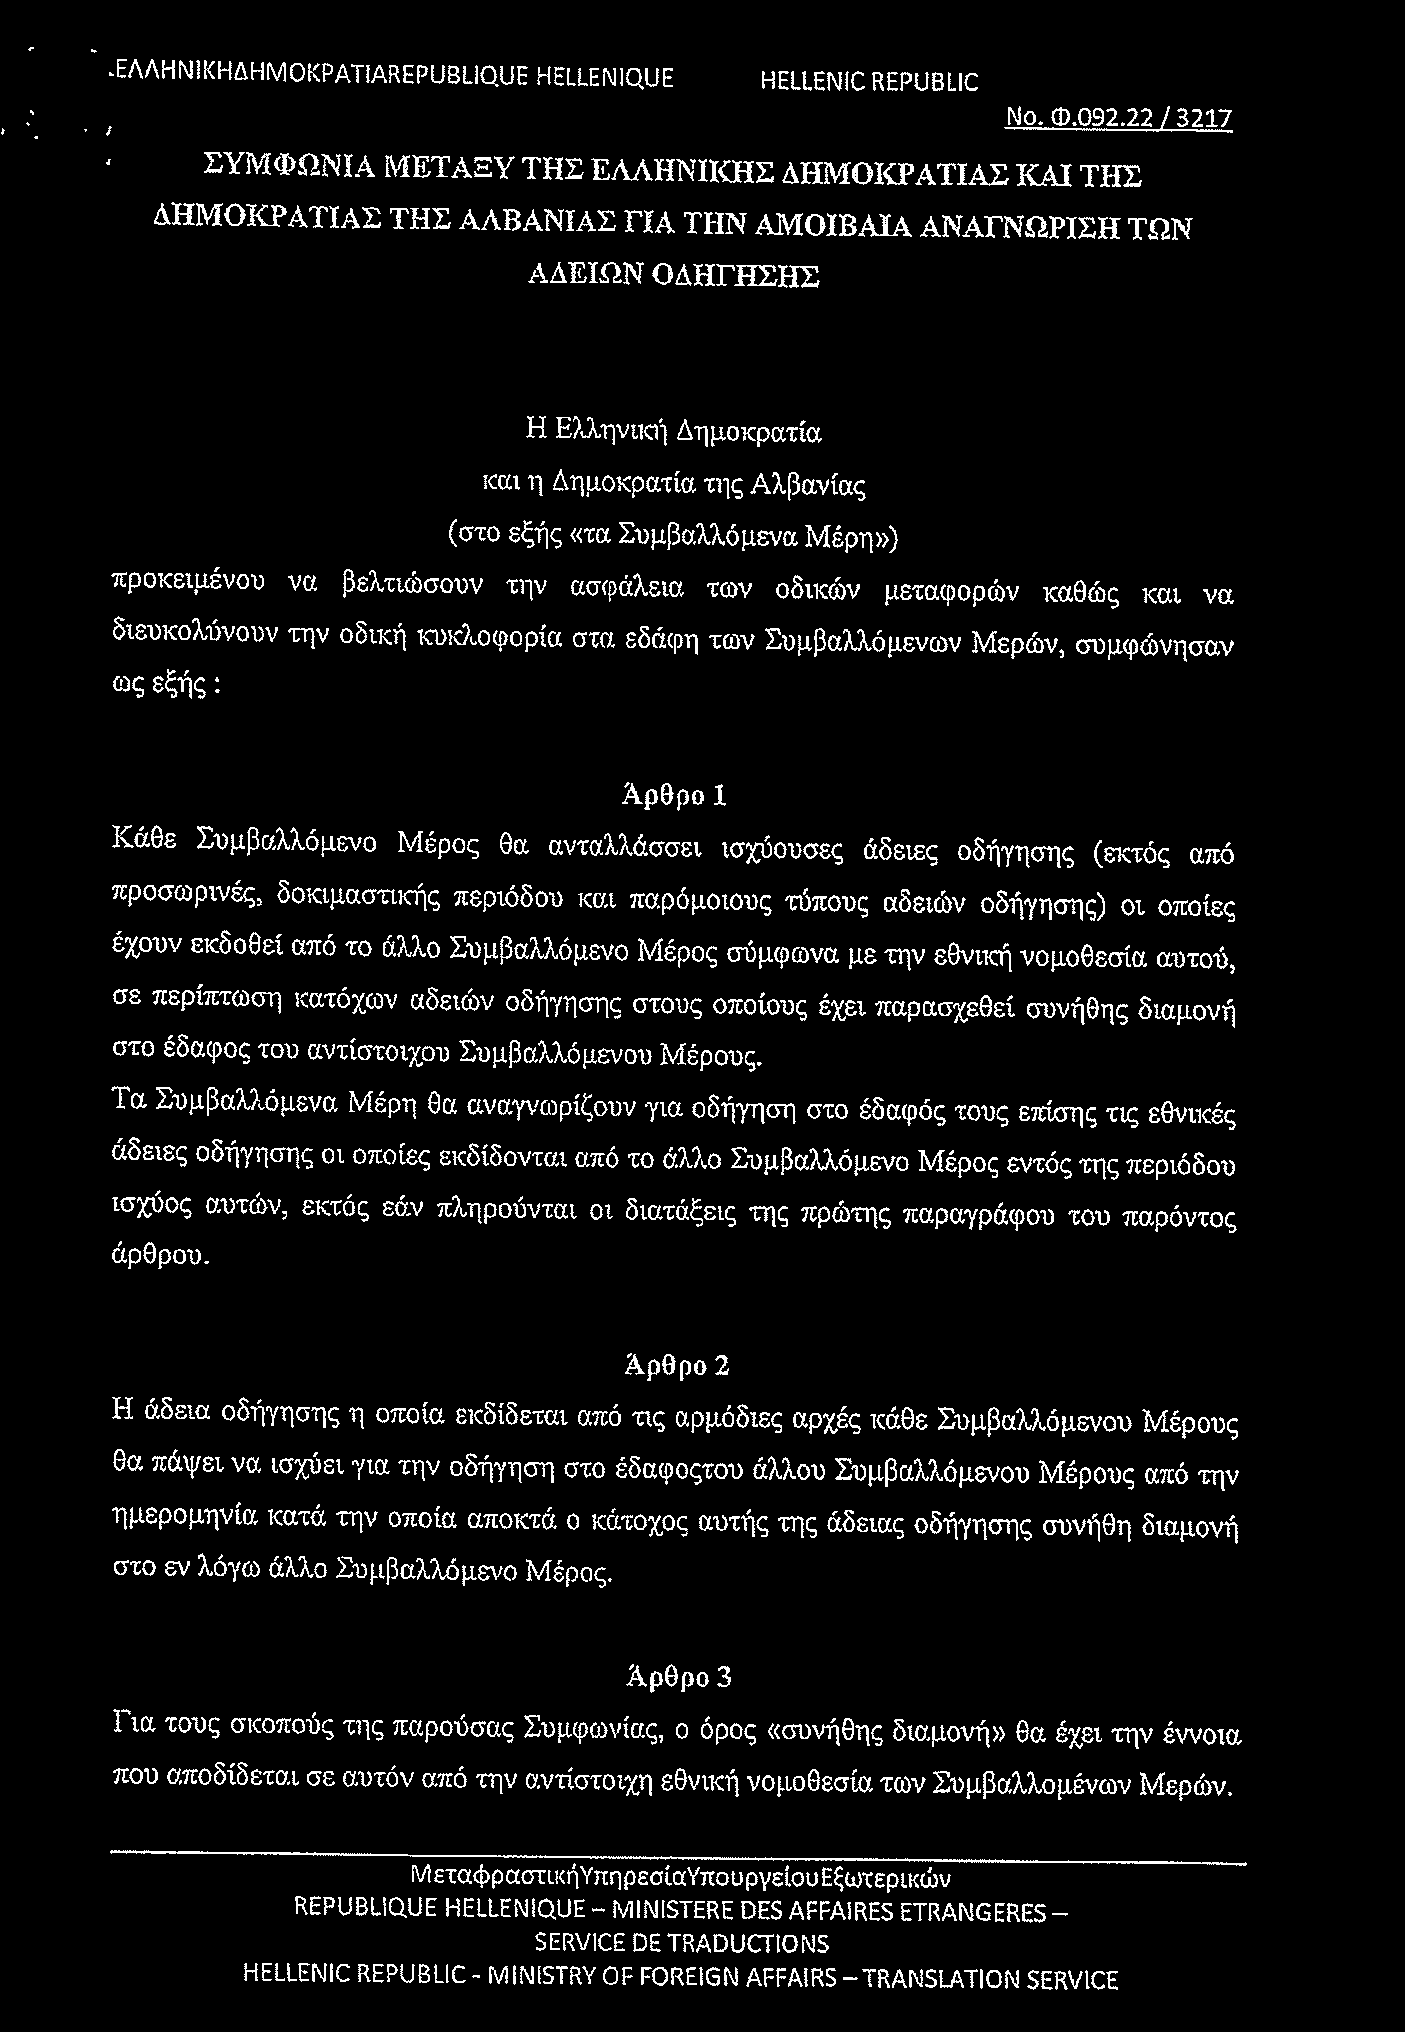 ΕΛΛΗΝΙΚΗΔΗΜΟΚΡΑΤΙΑREPUBLIQUE HELLENIQUE HELLENIC REPUBLIC
No. Φ.092.22 / 3217
ΣΥΜΦΩΝΙΑ ΜΕΤΑΞΥ ΤΗΣ ΕΛΛΗΝΙΚΗΣ ΔΗΜΟΚΡΑΤΙΑΣ ΚΑΙ ΤΗΣ
ΔΗΜΟΚΡΑΤΙΑΣ ΤΗΣ ΑΛΒΑΝΙΑΣ ΓΙΑ ΤΗΝ ΑΜΟΙΒΑΙΑ ΑΝΑΓΝΩΡΙΣΗ ΤΩΝ
ΑΔΕΙΩΝ ΟΔΗΓΗΣΗΣ
Η Ελληνική Δημοκρατία
και η Δημοκρατία της Αλβανίας
(στο εξής «τα Συμβαλλόμενα Μέρη»)
προκειμένου να βελτιώσουν την ασφάλεια των οδικών μεταφορών καθώς και να
διευκολύνουν την οδική κυκλοφορία στα εδάφη των Συμβαλλόμενων Μερών, συμφώνησαν
ως εξής :
Άρθρο 1
Κάθε Συμβαλλόμενο Μέρος θα ανταλλάσσει ισχύουσες άδειες οδήγησης (εκτός από
προσωρινές, δοκιμαστικής περιόδου και παρόμοιους τύπους αδειών οδήγησης) οι οποίες
έχουν εκδοθεί από το άλλο Συμβαλλόμενο Μέρος σύμφωνα με την εθνική νομοθεσία αυτού,
σε περίπτωση κατόχων αδειών οδήγησης στους οποίους έχει παρασχεθεί συνήθης διαμονή
στο έδαφος του αντίστοιχου Συμβαλλόμενου Μέρους.
Τα Συμβαλλόμενα Μέρη θα αναγνωρίζουν για οδήγηση στο έδαφός τους επίσης τις εθνικές
άδειες οδήγησης οι οποίες εκδίδονται από το άλλο Συμβαλλόμενο Μέρος εντός της περιόδου
ισχύος αυτών, εκτός εάν πληρούνται οι διατάξεις της πρώτης παραγράφου του παρόντος
άρθρου.
Άρθρο 2
Η άδεια οδήγησης η οποία εκδίδεται από τις αρμόδιες αρχές κάθε Συμβαλλόμενου Μέρους
θα πάψει να ισχύει για την οδήγηση στο έδαφοςτου άλλου Συμβαλλόμενου Μέρους από την
ημερομηνία κατά την οποία αποκτά ο κάτοχος αυτής της άδειας οδήγησης συνήθη διαμονή
στο εν λόγω άλλο Συμβαλλόμενο Μέρος.
Άρθρο 3
Για τους σκοπούς της παρούσας Συμφωνίας, ο όρος «συνήθης διαμονή» θα έχει την έννοια
που αποδίδεται σε αυτόν από την αντίστοιχη εθνική νομοθεσία των Συμβαλλομένων Μερών.
ΜεταφραστικήΥπηρεσίαΥπουργείουΕξωτερικών
REPUBLIQUE HELLENIQUE – MINISTERE DES AFFAIRES ETRANGERES –
SERVICE DE TRADUCTIONS
HELLENIC REPUBLIC - MINISTRY OF FOREIGN AFFAIRS – TRANSLATION SERVICE